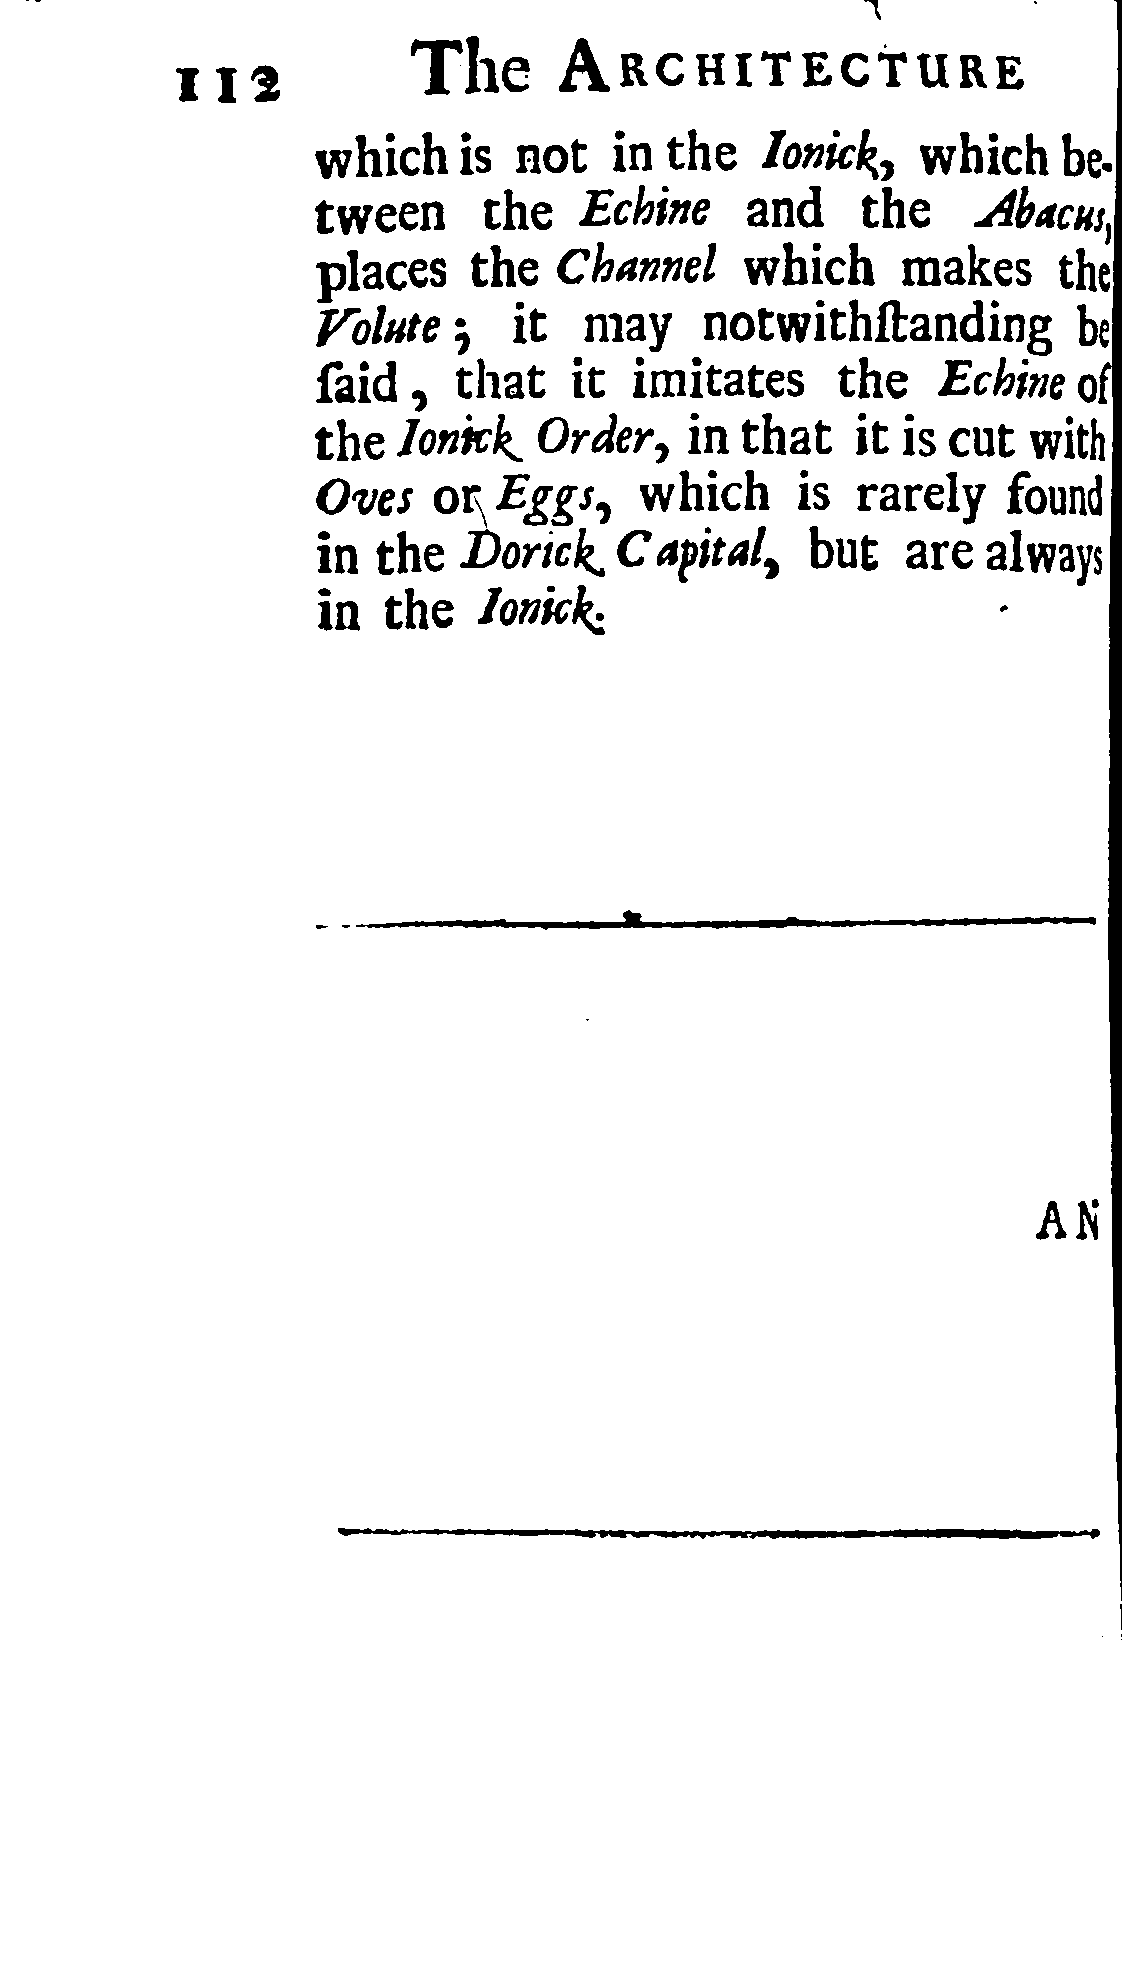 112 The ARCHITECTURE
which is not in the Ionick, which be-
tween the Echine and the Abacus,
places the Channel which makes the
Volute; it may notwithſtanding be
ſaid, that it imitates the Echine of
the Ionick Order, in that it is cut with
Oves or Eggs, which is rarely found
in the Dorick Capital, but are always
in the Ionick.
AN